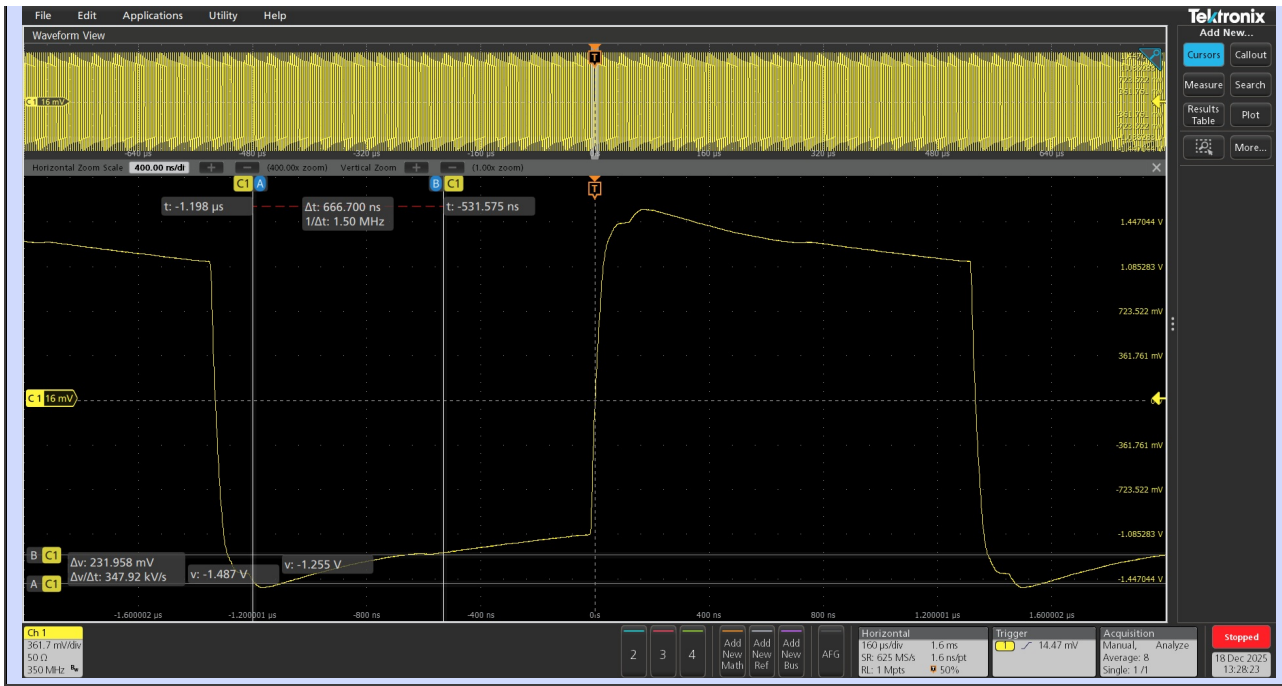 File Edit Applications Utility Help
Tektronix
Waveform View
Add New...
Cursors Callout
Measure Search
Results Table Plot
More...
T
C1 16 mV
-640 µs -480 µs -320 µs -160 µs 160 µs 320 µs 480 µs 640 µs
Horizontal Zoom Scale 400.00 ns/di + − (400.00x zoom) Vertical Zoom + − (1.00x zoom)
C1 A B C1 T
t: -1.198 µs Δt: 666.700 ns t: -531.575 ns
1/Δt: 1.50 MHz
1.447044 V
1.085283 V
723.522 mV
361.761 mV
C1 16 mV
-361.761 mV
-723.522 mV
-1.085283 V
B C1
Δv: 231.958 mV v: -1.255 V
Δv/Δt: 347.92 kV/s v: -1.487 V
A C1 -1.447044 V
-1.600002 µs -1.200001 µs -800 ns -400 ns 0 s 400 ns 800 ns 1.200001 µs 1.600002 µs
Ch 1
361.7 mV/div
50 Ω
350 MHz
2 3 4
Add New Math
Add New Ref
Add New Bus
AFG
Horizontal
160 µs/div 1.6 ms
SR: 625 MS/s 1.6 ns/pt
RL: 1 Mpts 50%
Trigger
1 14.47 mV
Acquisition
Manual, Analyze
Average: 8
Single: 1 /1
Stopped
18 Dec 2025
13:28:23